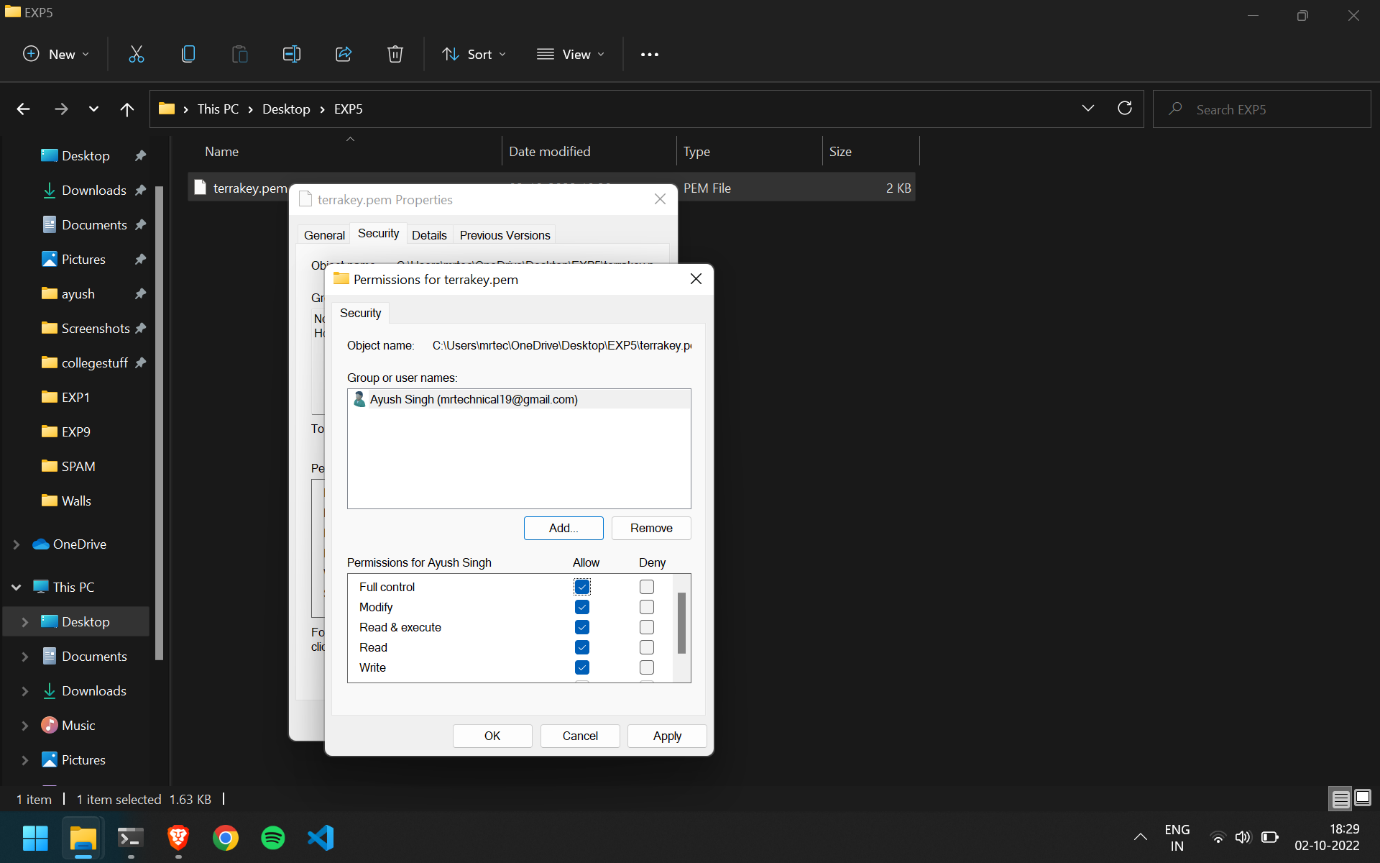 EXP5
New
Sort
View
This PC > Desktop > EXP5
Search EXP5
Name
Date modified
Type
Size
terrakey.pem
PEM File
2 KB
Desktop
Downloads
Documents
Pictures
ayush
Screenshots
collegestuff
EXP1
EXP9
SPAM
Walls
OneDrive
This PC
Desktop
Documents
Downloads
Music
Pictures
terrakey.pem Properties
General
Security
Details
Previous Versions
Permissions for terrakey.pem
Security
Object name: C:\Users\mrtec\OneDrive\Desktop\EXP5\terrakey.p
Group or user names:
Ayush Singh (mrtechnical19@gmail.com)
Add...
Remove
Permissions for Ayush Singh
Allow
Deny
Full control
Modify
Read & execute
Read
Write
OK
Cancel
Apply
1 item
1 item selected 1.63 KB
ENG
IN
18:29
02-10-2022